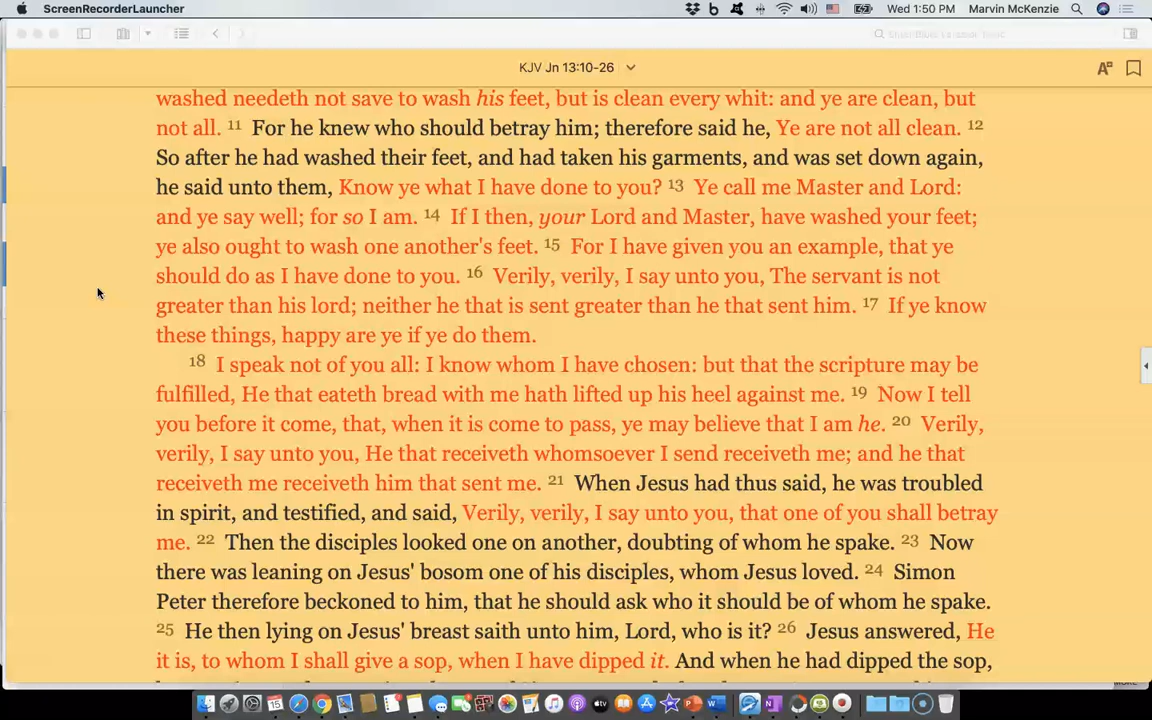 ScreenRecorderLauncher
Wed 1:50 PM Marvin McKenzie
KJV Jn 13:10-26
washed needeth not save to wash his feet, but is clean every whit: and ye are clean, but
not all. 11 For he knew who should betray him; therefore said he, Ye are not all clean. 12
So after he had washed their feet, and had taken his garments, and was set down again,
he said unto them, Know ye what I have done to you? 13 Ye call me Master and Lord:
and ye say well; for so I am. 14 If I then, your Lord and Master, have washed your feet;
ye also ought to wash one another's feet. 15 For I have given you an example, that ye
should do as I have done to you. 16 Verily, verily, I say unto you, The servant is not
greater than his lord; neither he that is sent greater than he that sent him. 17 If ye know
these things, happy are ye if ye do them.
18 I speak not of you all: I know whom I have chosen: but that the scripture may be
fulfilled, He that eateth bread with me hath lifted up his heel against me. 19 Now I tell
you before it come, that, when it is come to pass, ye may believe that I am he. 20 Verily,
verily, I say unto you, He that receiveth whomsoever I send receiveth me; and he that
receiveth me receiveth him that sent me. 21 When Jesus had thus said, he was troubled
in spirit, and testified, and said, Verily, verily, I say unto you, that one of you shall betray
me. 22 Then the disciples looked one on another, doubting of whom he spake. 23 Now
there was leaning on Jesus' bosom one of his disciples, whom Jesus loved. 24 Simon
Peter therefore beckoned to him, that he should ask who it should be of whom he spake.
25 He then lying on Jesus' breast saith unto him, Lord, who is it? 26 Jesus answered, He
it is, to whom I shall give a sop, when I have dipped it. And when he had dipped the sop,